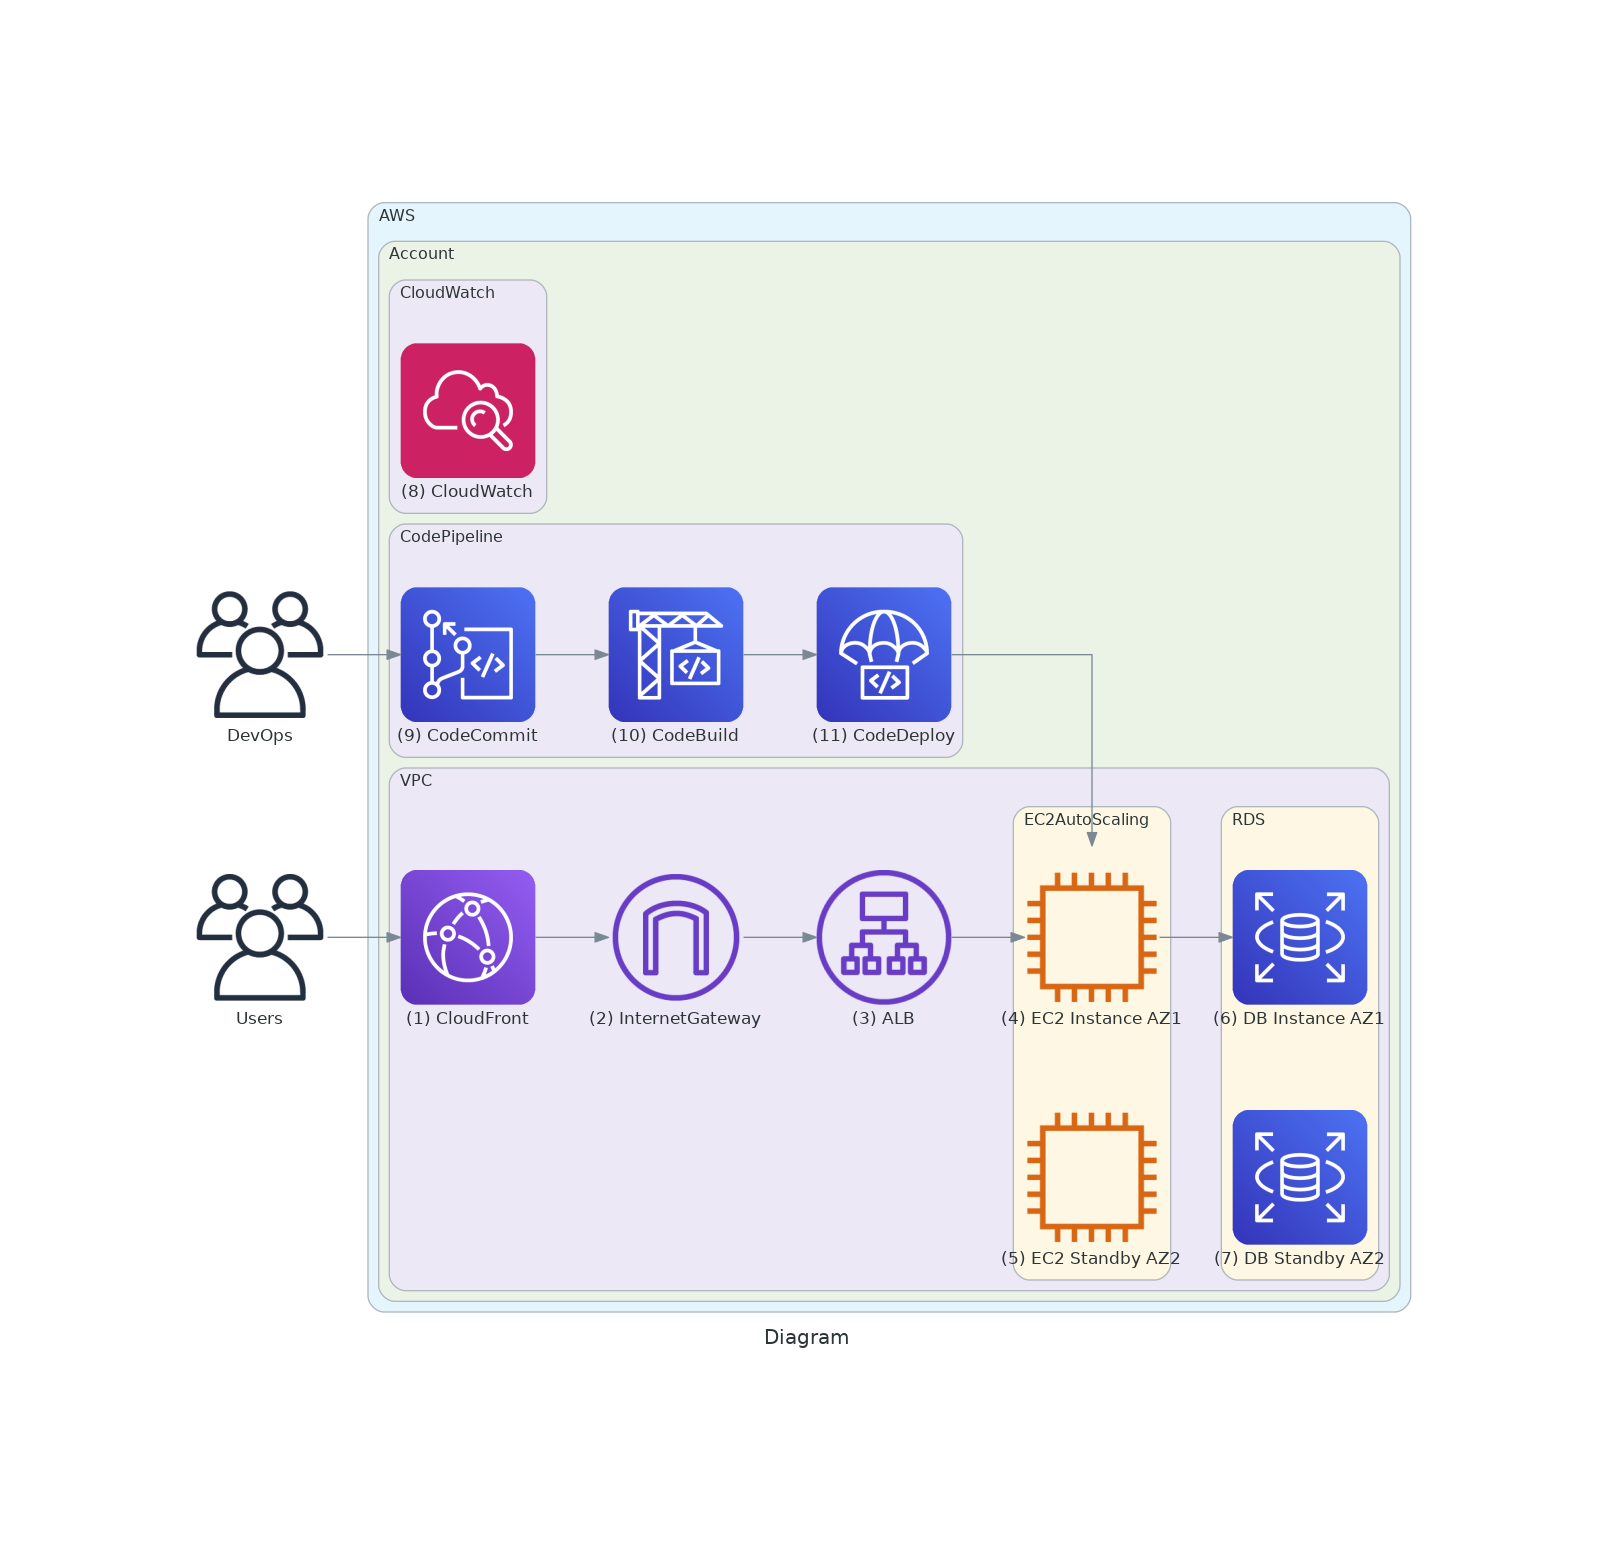 AWS
Account
CloudWatch
(8) CloudWatch
CodePipeline
DevOps
(9) CodeCommit
(10) CodeBuild
(11) CodeDeploy
VPC
EC2AutoScaling
RDS
Users
(1) CloudFront
(2) InternetGateway
(3) ALB
(4) EC2 Instance AZ1
(6) DB Instance AZ1
(5) EC2 Standby AZ2
(7) DB Standby AZ2
Diagram